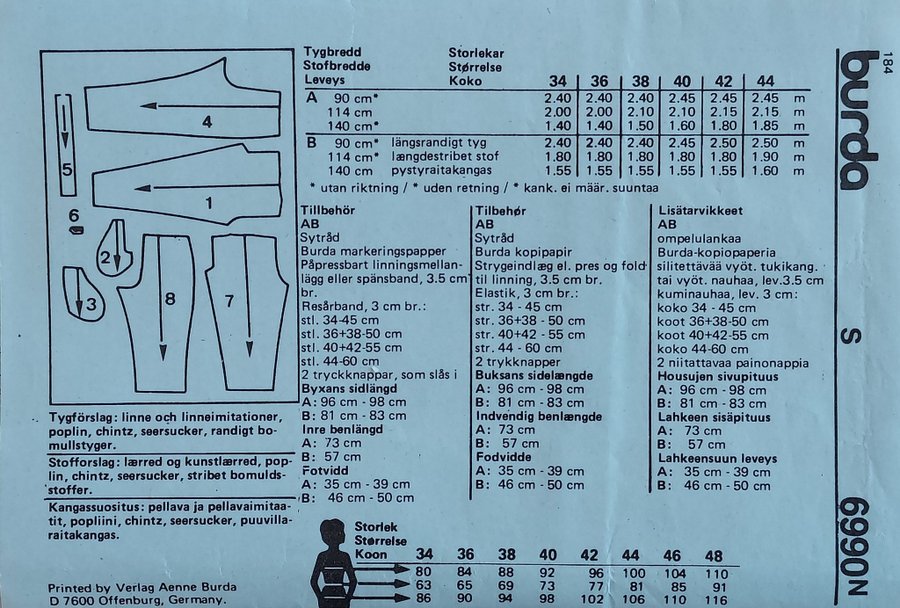 Tygbredd Storlekar
Stofbredde Størrelse
Leveys Koko 34 36 38 40 42 44
A 90 cm* 2.40 2.40 2.40 2.45 2.45 2.45 m
114 cm 2.00 2.00 2.10 2.10 2.15 2.15 m
140 cm* 1.40 1.40 1.50 1.60 1.80 1.85 m
B 90 cm* längsrandigt tyg 2.40 2.40 2.40 2.45 2.50 2.50 m
114 cm* længdestribet stof 1.80 1.80 1.80 1.80 1.80 1.90 m
140 cm pystyraitakangas 1.55 1.55 1.55 1.55 1.55 1.60 m
* utan riktning / * uden retning / * kank. ei määr. suuntaa
4
5
1
6
2
3
8
7
Tillbehör
AB
Sytråd
Burda markeringspapper
Påpressbart linningsmellan-
lägg eller spänsband, 3.5 cm
br.
Resårband, 3 cm br.:
stl. 34-45 cm
stl. 36+38-50 cm
stl. 40+42-55 cm
stl. 44-60 cm
2 tryckknappar, som slås i
Byxans sidlängd
A: 96 cm - 98 cm
B: 81 cm - 83 cm
Inre benlängd
A: 73 cm
B: 57 cm
Fotvidd
A: 35 cm - 39 cm
B: 46 cm - 50 cm
Tilbehør
AB
Sytråd
Burda kopipapir
Strygeindlæg el. pres og fold
til linning, 3.5 cm br.
Elastik, 3 cm br.:
str. 34 - 45 cm
str. 36+38 - 50 cm
str. 40+42 - 55 cm
str. 44 - 60 cm
2 trykknapper
Buksans sidelængde
A: 96 cm - 98 cm
B: 81 cm - 83 cm
Indvendig benlængde
A: 73 cm
B: 57 cm
Fodvidde
A: 35 cm - 39 cm
B: 46 cm - 50 cm
Lisätarvikkeet
AB
ompelulankaa
Burda-kopiopaperia
silitettävää vyöt. tukikang.
tai vyöt. nauhaa, lev.3.5 cm
kuminauhaa, lev. 3 cm:
koko 34 - 45 cm
koot 36+38-50 cm
koot 40+42-55 cm
koko 44-60 cm
2 niitattavaa painonappia
Housujen sivupituus
A: 96 cm - 98 cm
B: 81 cm - 83 cm
Lahkeen sisäpituus
A: 73 cm
B: 57 cm
Lahkeensuun leveys
A: 35 cm - 39 cm
B: 46 cm - 50 cm
Tygförslag: linne och linneimitationer,
poplin, chintz, seersucker, randigt bo-
mullstyger.
Stofforslag: lærred og kunstlærred, pop-
lin, chintz, seersucker, stribet bomulds-
stoffer.
Kangassuositus: pellava ja pellavaimitaa-
tit, popliini, chintz, seersucker, puuvilla-
raitakangas.
Storlek
Størrelse
Koon 34 36 38 40 42 44 46 48
80 84 88 92 96 100 104 110
63 65 69 73 77 81 85 91
86 90 94 98 102 106 110 116
Printed by Verlag Aenne Burda
D 7600 Offenburg, Germany.
184
burda
S
6990N